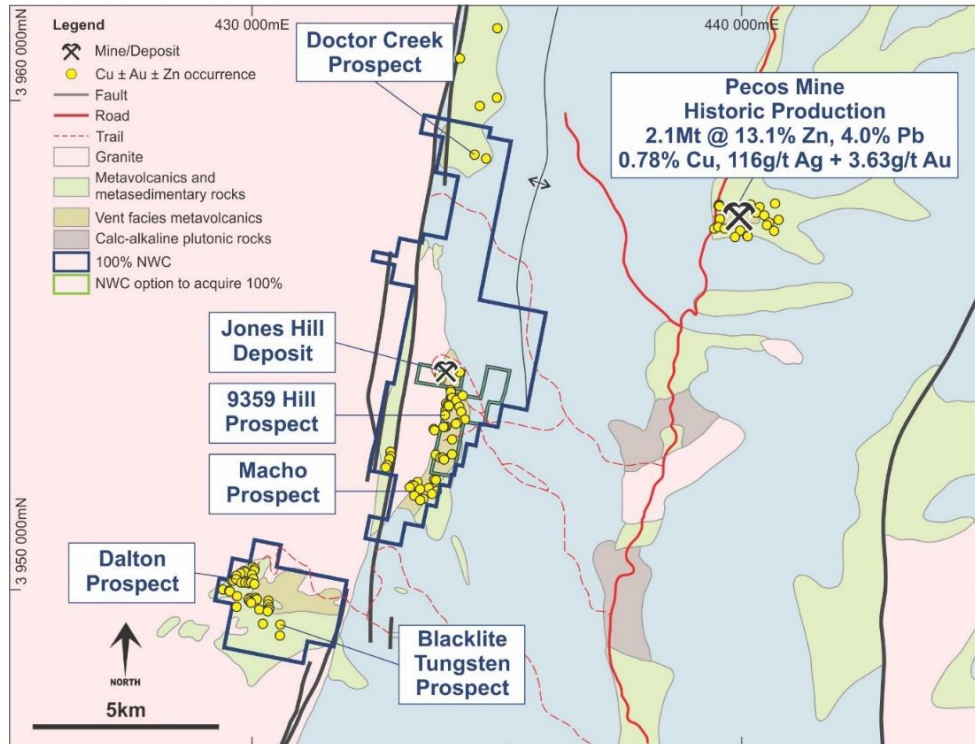 430 000mE
440 000mE
3 960 000mN
3 950 000mN
Legend
Mine/Deposit
Cu ± Au ± Zn occurrence
Fault
Road
Trail
Granite
Metavolcanics and
metasedimentary rocks
Vent facies metavolcanics
Calc-alkaline plutonic rocks
100% NWC
NWC option to acquire 100%
Doctor Creek
Prospect
Pecos Mine
Historic Production
2.1Mt @ 13.1% Zn, 4.0% Pb
0.78% Cu, 116g/t Ag + 3.63g/t Au
Jones Hill
Deposit
9359 Hill
Prospect
Macho
Prospect
Dalton
Prospect
Blacklite
Tungsten
Prospect
NORTH
5km